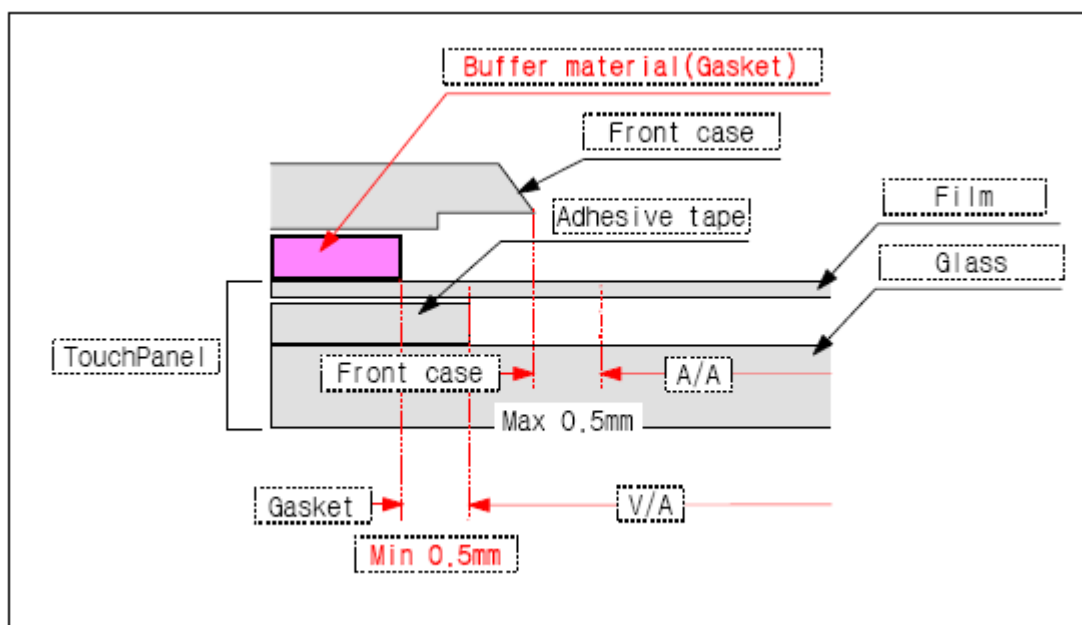 Buffer material(Gasket)
Front case
Film
Adhesive tape
Glass
TouchPanel
Front case
A/A
Max 0.5mm
Gasket
V/A
Min 0.5mm